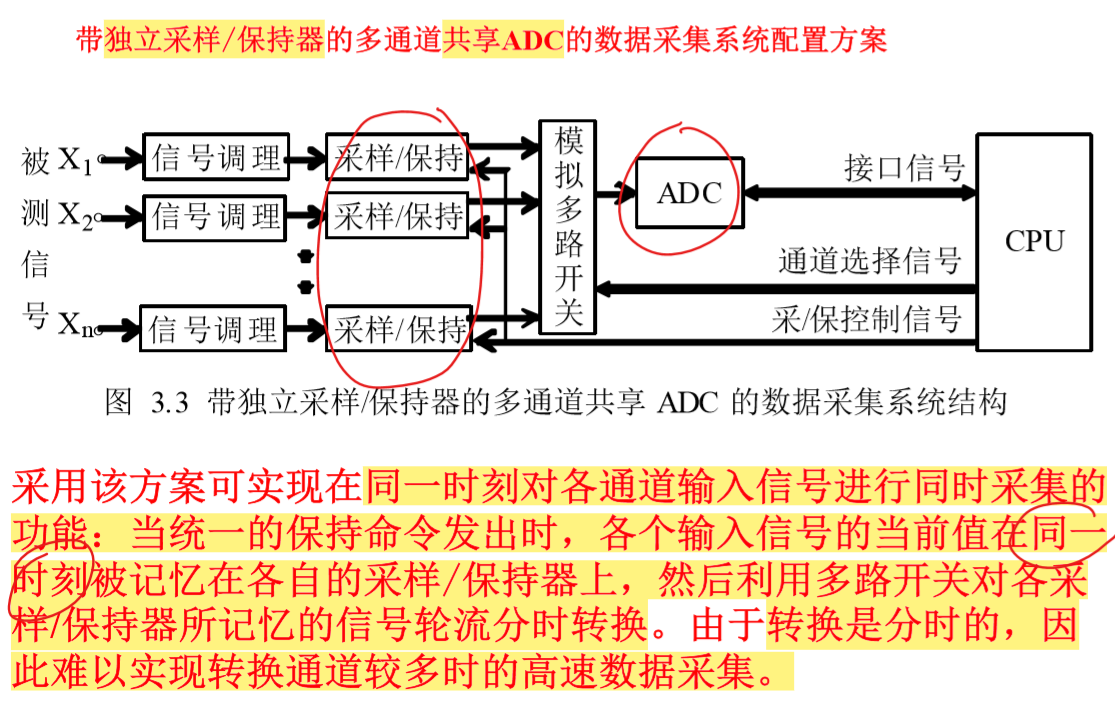 带独立采样/保持器的多通道共享ADC的数据采集系统配置方案
被测信号
X1 信号调理 采样/保持
X2 信号调理 采样/保持
Xn 信号调理 采样/保持
模拟多路开关
ADC
接口信号
通道选择信号
采/保控制信号
CPU
图 3.3 带独立采样/保持器的多通道共享 ADC 的数据采集系统结构
采用该方案可实现在同一时刻对各通道输入信号进行同时采集的
功能：当统一的保持命令发出时，各个输入信号的当前值在同一
时刻被记忆在各自的采样/保持器上，然后利用多路开关对各采
样/保持器所记忆的信号轮流分时转换。由于转换是分时的，因
此难以实现转换通道较多时的高速数据采集。